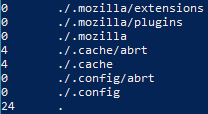 0 ./.mozilla/extensions
0 ./.mozilla/plugins
0 ./.mozilla
4 ./.cache/abrt
4 ./.cache
0 ./.config/abrt
0 ./.config
24 .